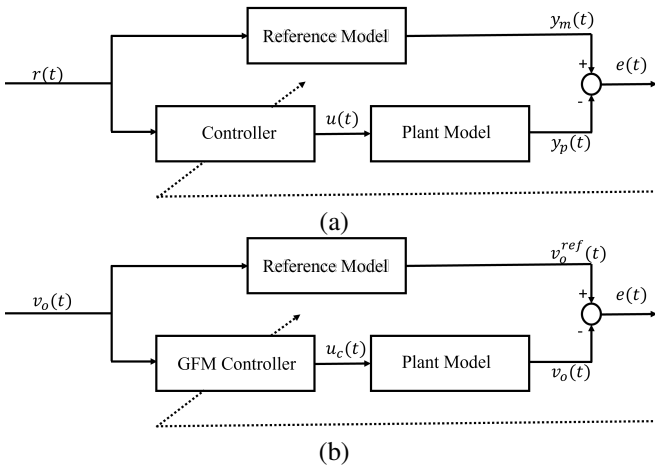 Reference Model
y_m(t)
r(t)
+
e(t)
-
Controller
u(t)
Plant Model
y_p(t)
(a)
Reference Model
v_o^{ref}(t)
v_o(t)
+
e(t)
-
GFM Controller
u_c(t)
Plant Model
v_o(t)
(b)